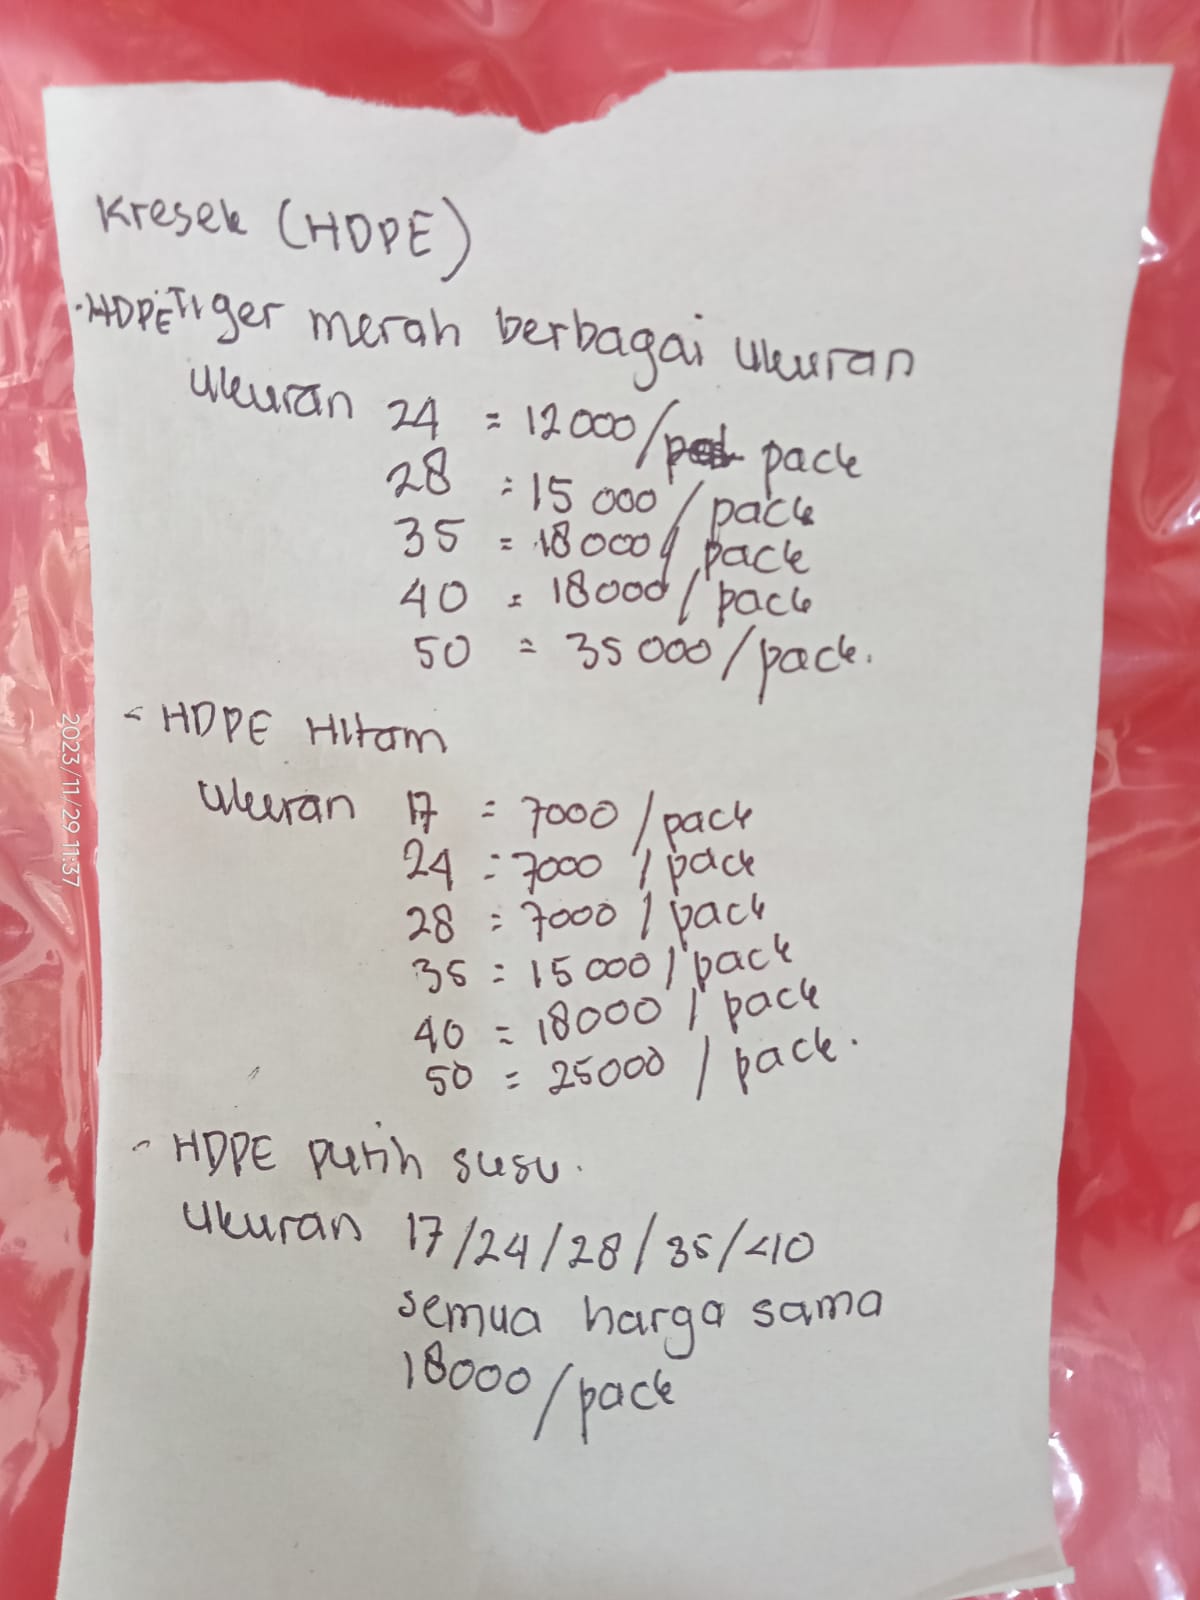 Kresek (HDPE)
·HDPE Tiger merah berbagai ukuran
Ukuran 24 = 12000/ pack
28 = 15 000 / pack
35 = 18000 / pack
40 = 18000 / pack
50 = 35 000 / pack.
- HDPE Hitam
Ukuran 17 = 7000 / pack
24 = 7000 / pack
28 = 7000 / pack
35 = 15 000 / pack
40 = 18000 / pack
50 = 25000 / pack.
- HDPE putih susu.
Ukuran 17 /24 / 28 / 35 / 40
semua harga sama
18000 / pack
2023/11/29 11:37